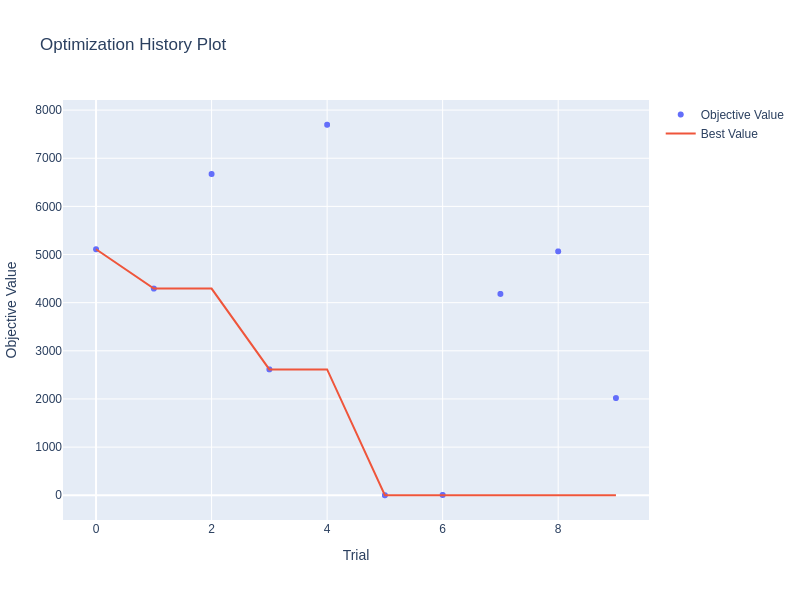 Optimization History Plot
8000
7000
6000
5000
4000
3000
2000
1000
0
Objective Value
0 2 4 6 8
Trial
Objective Value
Best Value